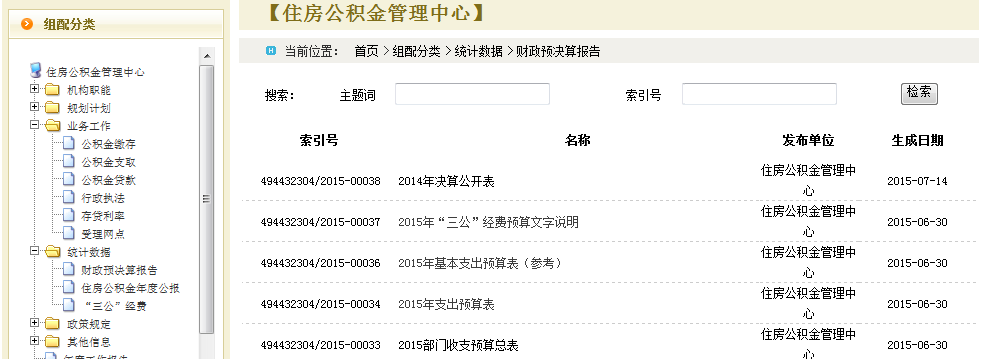 组配分类
住房公积金管理中心
机构职能
规划计划
业务工作
公积金缴存
公积金支取
公积金贷款
行政执法
存贷利率
受理网点
统计数据
财政预决算报告
住房公积金年度公报
“三公”经费
政策规定
其他信息
年度工作报告
【住房公积金管理中心】
当前位置： 首页 > 组配分类 > 统计数据 > 财政预决算报告
搜索： 主题词 索引号 检索
索引号 名称 发布单位 生成日期
494432304/2015-00038 2014年决算公开表 住房公积金管理中心 2015-07-14
494432304/2015-00037 2015年“三公”经费预算文字说明 住房公积金管理中心 2015-06-30
494432304/2015-00036 2015年基本支出预算表（参考） 住房公积金管理中心 2015-06-30
494432304/2015-00034 2015年支出预算表 住房公积金管理中心 2015-06-30
494432304/2015-00033 2015部门收支预算总表 住房公积金管理中心 2015-06-30